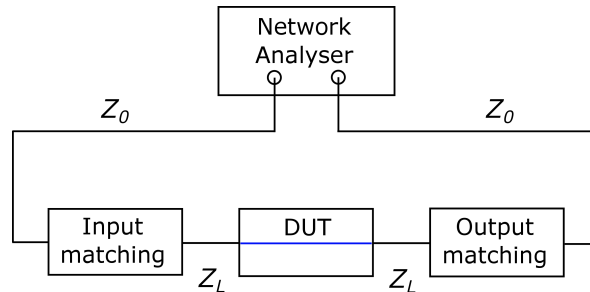 Network
Analyser
Z0
Z0
Input
matching
DUT
Output
matching
ZL
ZL